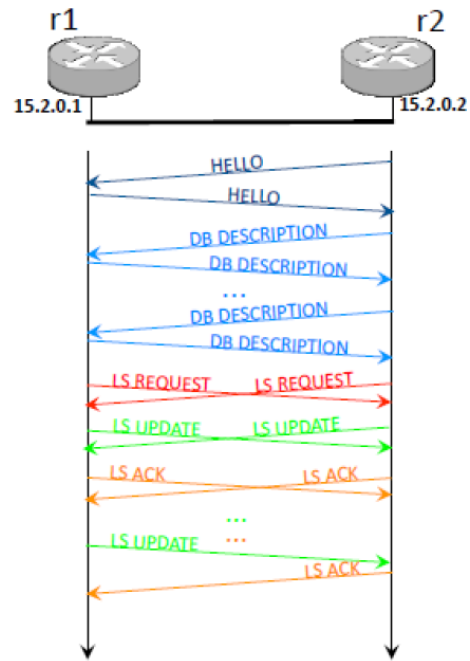 r1 r2
15.2.0.1 15.2.0.2
HELLO
HELLO
DB DESCRIPTION
DB DESCRIPTION
...
DB DESCRIPTION
DB DESCRIPTION
LS REQUEST LS REQUEST
LS UPDATE LS UPDATE
LS ACK LS ACK
...
...
LS UPDATE
LS ACK